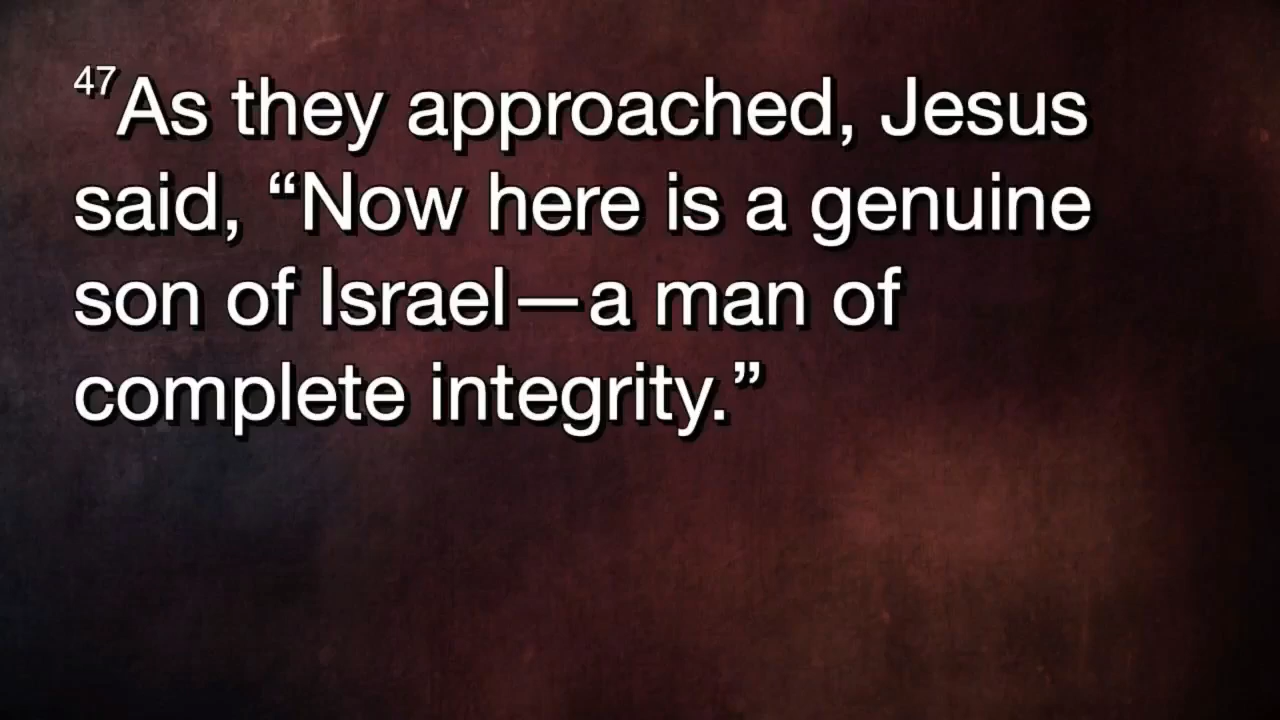 47As they approached, Jesus
said, “Now here is a genuine
son of Israel—a man of
complete integrity.”